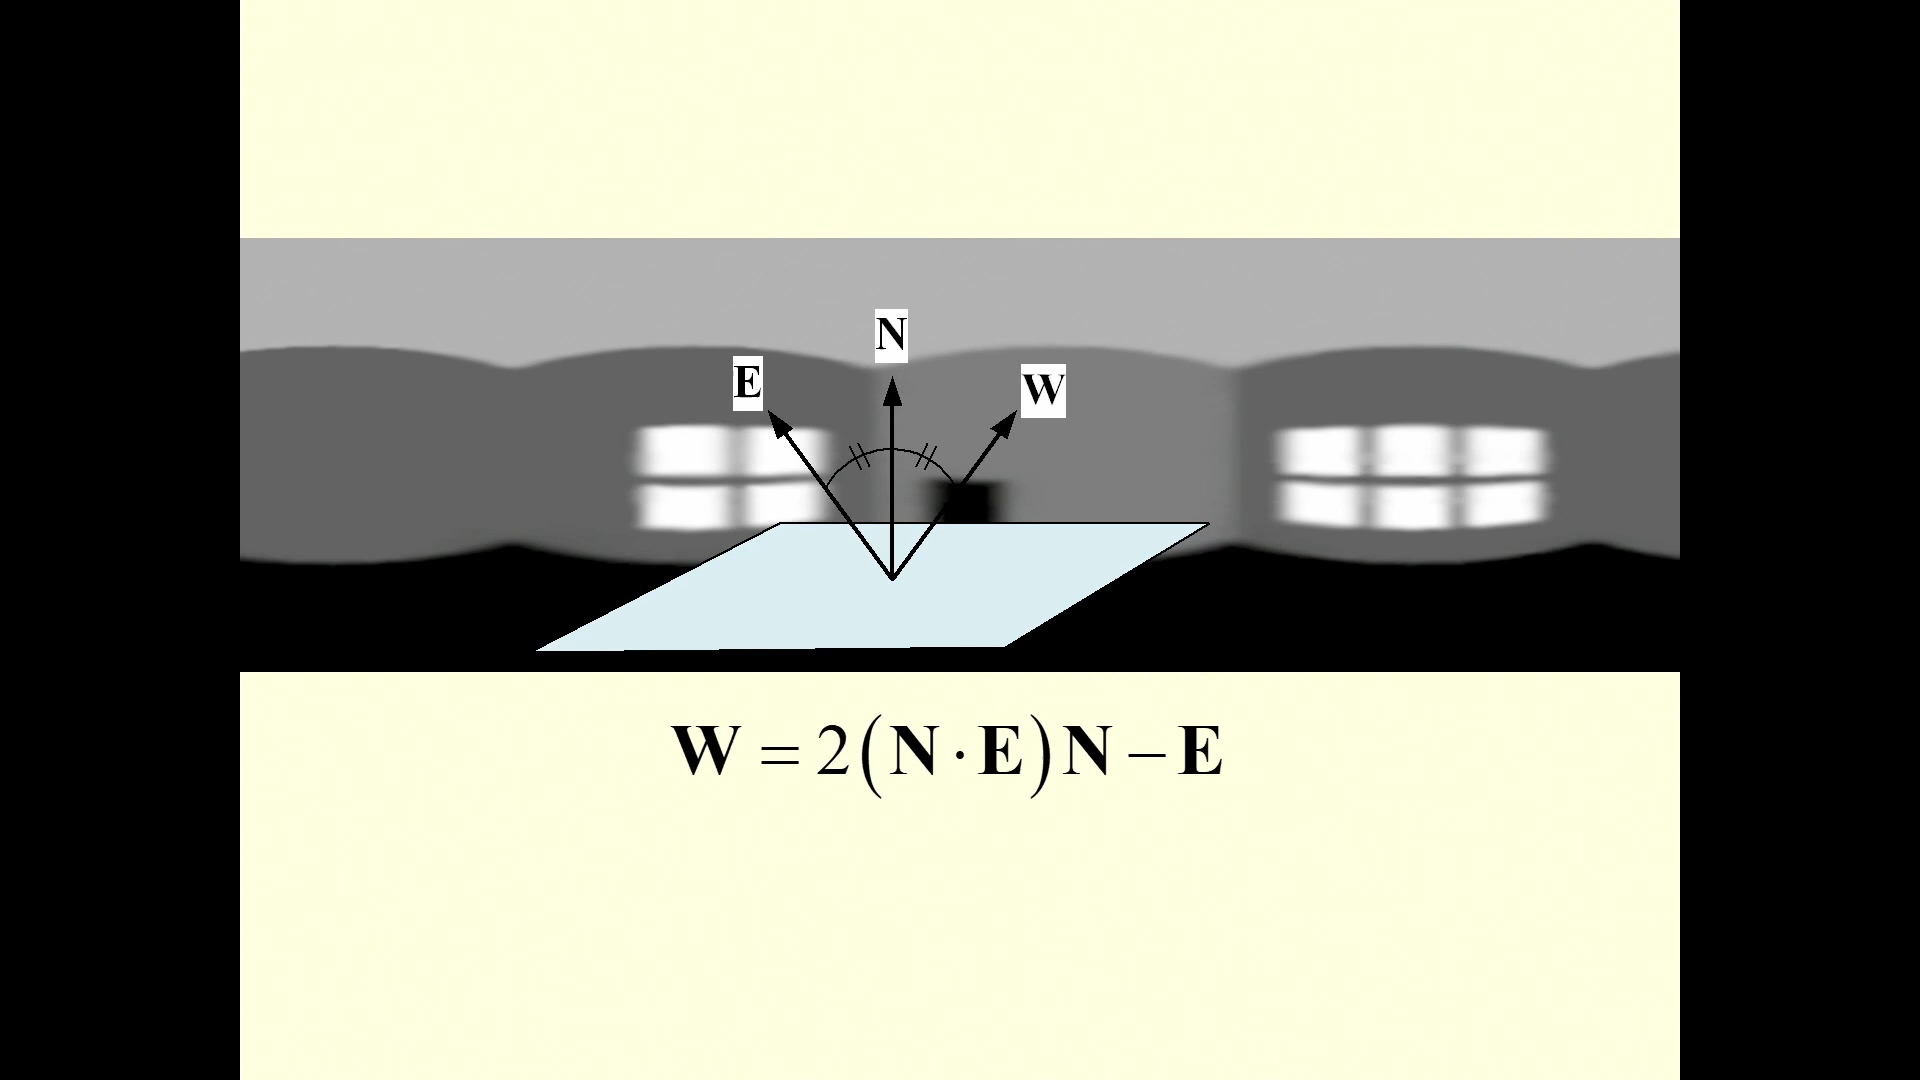 N
E
W
W = 2(N · E)N − E